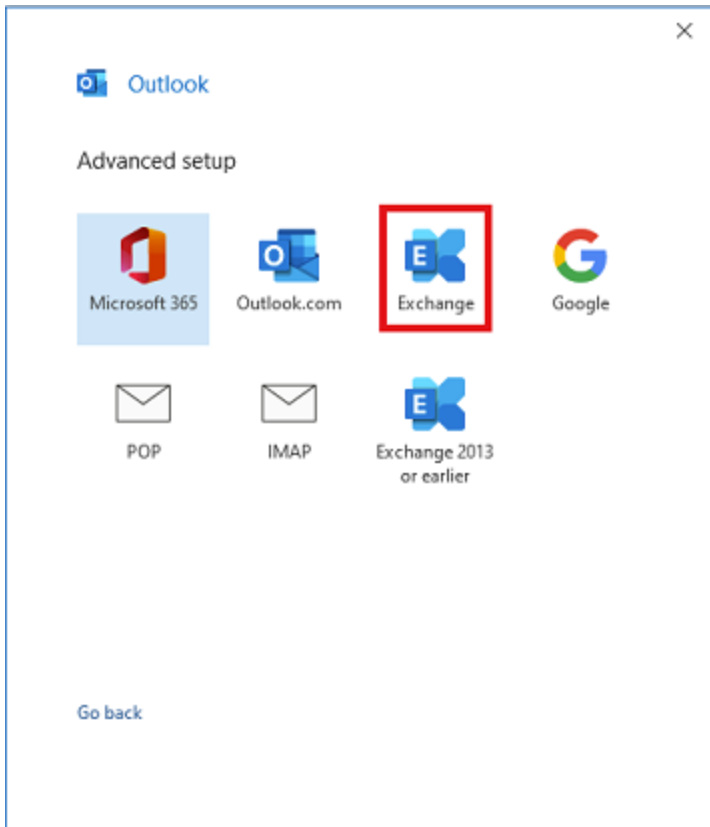 Outlook
Advanced setup
Microsoft 365
Outlook.com
Exchange
Google
POP
IMAP
Exchange 2013
or earlier
Go back